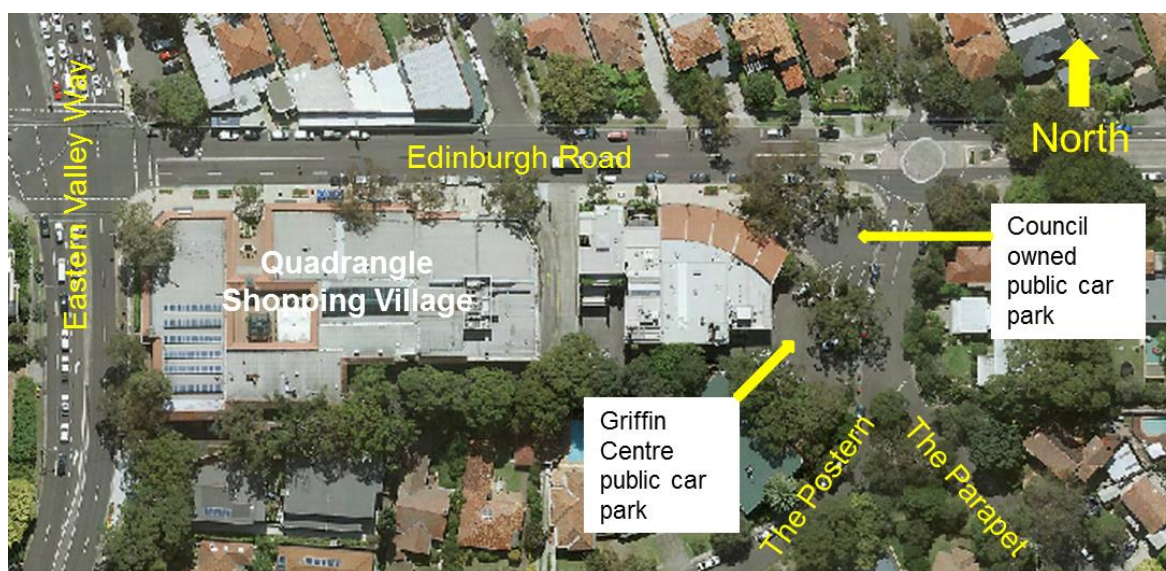 North
Edinburgh Road
Eastern Valley Way
Quadrangle
Shopping Village
Council
owned
public car
park
Griffin
Centre
public car
park
The Postern
The Parapet